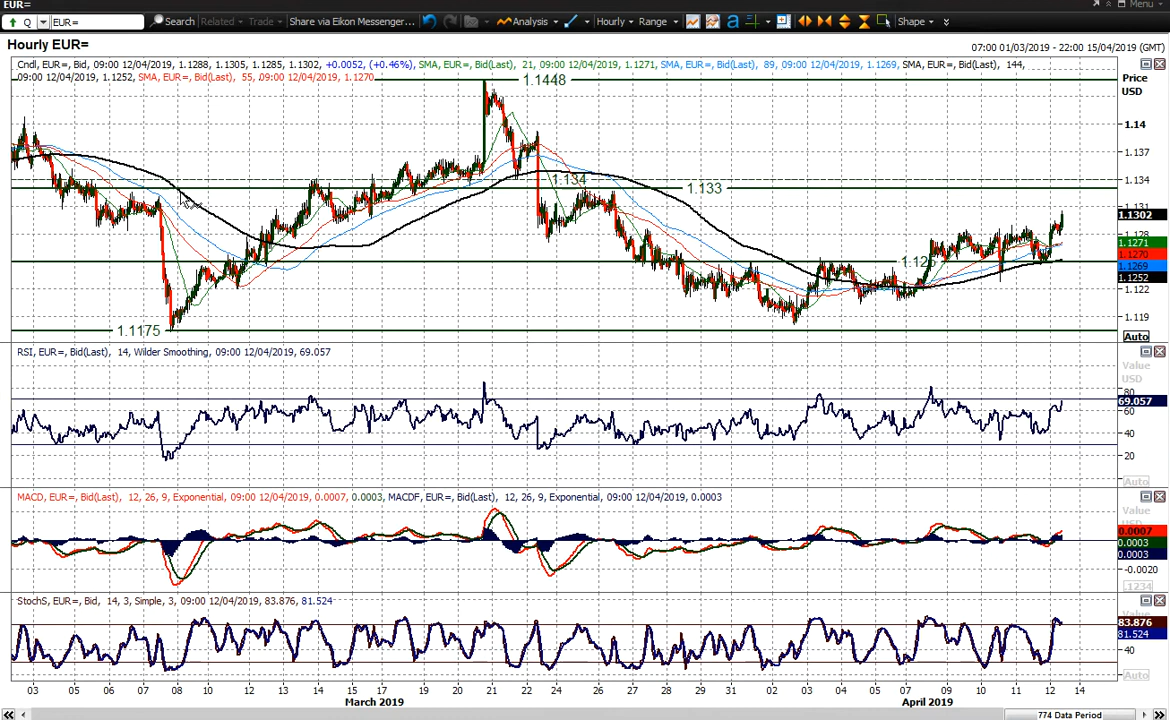 EUR=
Menu
Q EUR= Search Related Trade Share via Eikon Messenger... Analysis Hourly Range a Shape
Hourly EUR=
07:00 01/03/2019 - 22:00 15/04/2019 (GMT)
Cndl, EUR=, Bid, 09:00 12/04/2019, 1.1288, 1.1305, 1.1285, 1.1302, +0.0052, (+0.46%), SMA, EUR=, Bid(Last), 21, 09:00 12/04/2019, 1.1271, SMA, EUR=, Bid(Last), 89, 09:00 12/04/2019, 1.1269, SMA, EUR=, Bid(Last), 144,
09:00 12/04/2019, 1.1252, SMA, EUR=, Bid(Last), 55, 09:00 12/04/2019, 1.1270
Price
USD
1.1448
1.14
1.137
1.134
1.134
1.133
1.131
1.1302
1.128
1.1271
1.1270
1.1269
1.1252
1.122
1.119
1.1175
Auto
RSI, EUR=, Bid(Last), 14, Wilder Smoothing, 09:00 12/04/2019, 69.057
Value
USD
80
69.057
60
40
20
Auto
MACD, EUR=, Bid(Last), 12, 26, 9, Exponential, 09:00 12/04/2019, 0.0007, 0.0003, MACDF, EUR=, Bid(Last), 12, 26, 9, Exponential, 09:00 12/04/2019, 0.0003
Value
USD
0.0007
0.0003
0.0003
-0.0020
.1234
StochS, EUR=, Bid, 14, 3, Simple, 3, 09:00 12/04/2019, 83.876, 81.524
Value
83.876
81.524
40
Auto
03 05 06 07 08 10 12 13 14 15 17 19 20 21 22 24 26 27 28 29 31 02 03 04 05 07 09 10 11 12 14
March 2019 April 2019
774 Data Period